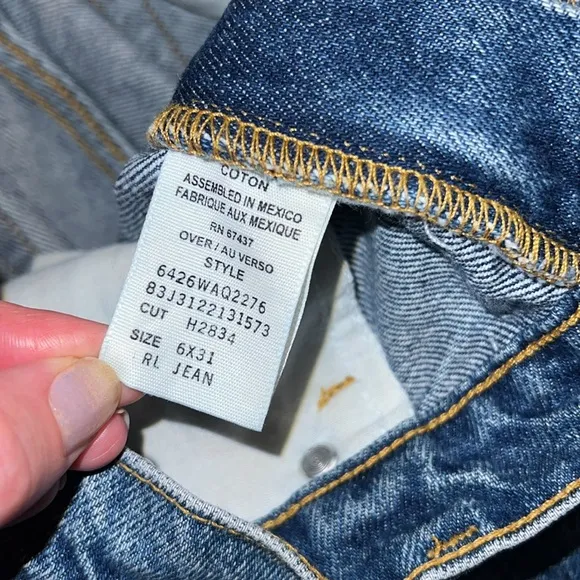 COTON
ASSEMBLED IN MEXICO
FABRIQUE AUX MEXIQUE
RN 67437
OVER/AU VERSO
STYLE
6426WAQ2276
83J3122131573
CUT H2834
SIZE 6X31
RL JEAN